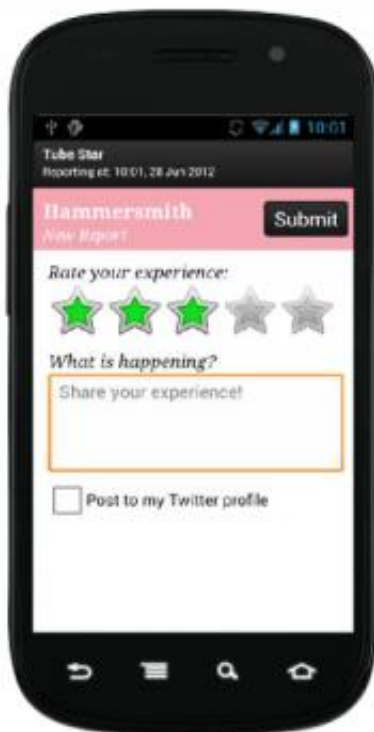 10:01
Tube Star
Reporting at: 10:01, 28 Jun 2012
Hammersmith
New Report
Submit
Rate your experience:
What is happening?
Share your experience!
Post to my Twitter profile